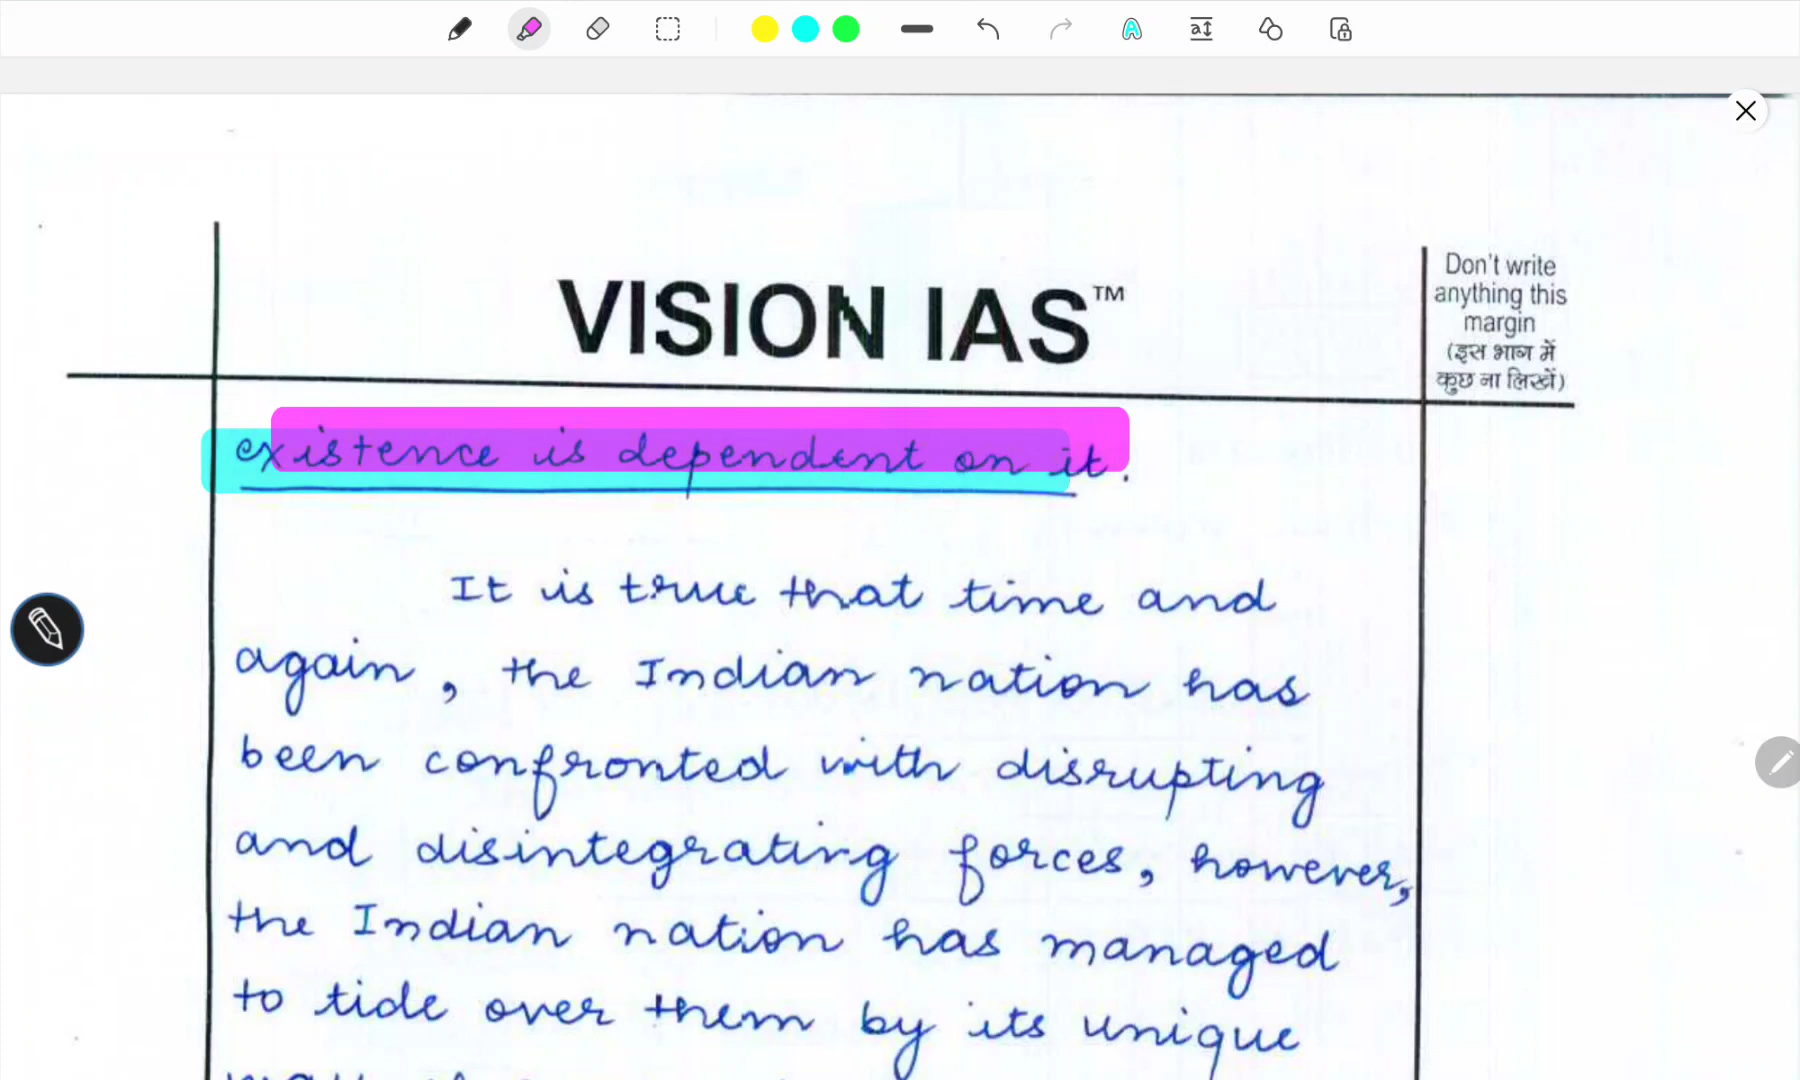 VISION IAS™
Don't write
anything this
margin
(इस भाग में
कुछ ना लिखें)
existence is dependent on it.
It is true that time and
again, the Indian nation has
been confronted with disrupting
and disintegrating forces, however,
the Indian nation has managed
to tide over them by its unique